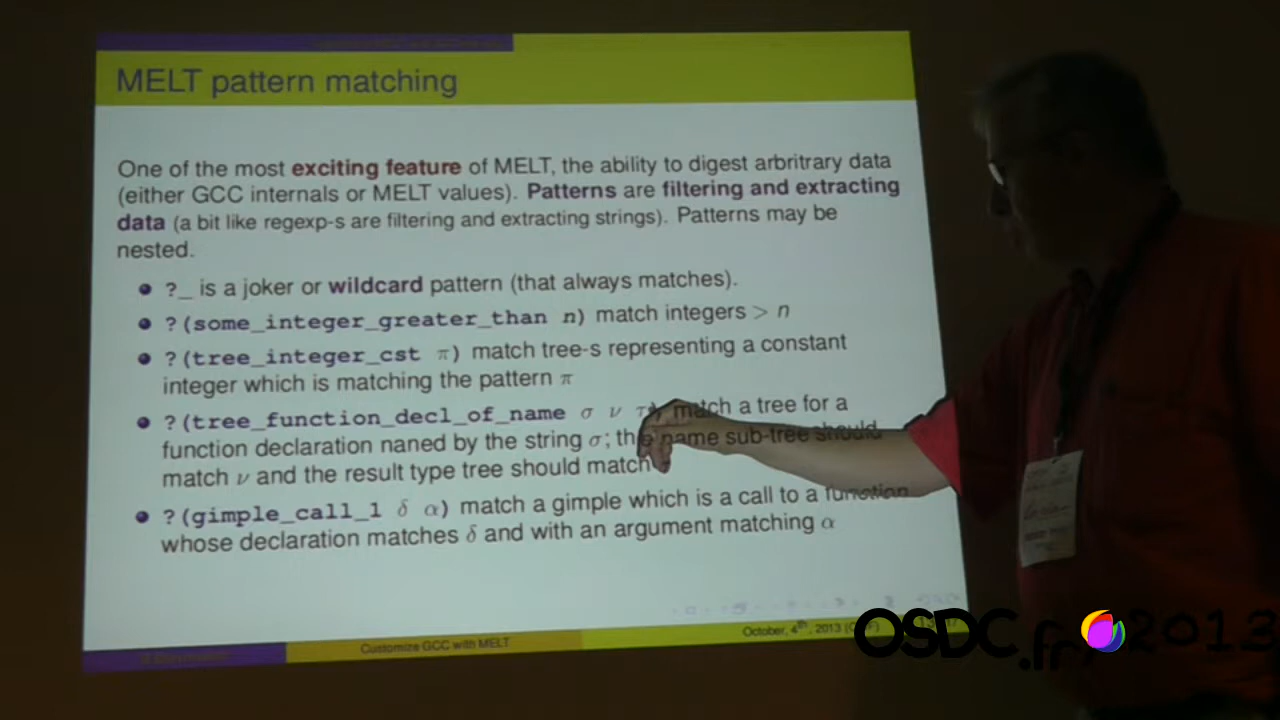 MELT pattern matching
One of the most exciting feature of MELT, the ability to digest arbritrary data
(either GCC internals or MELT values). Patterns are filtering and extracting
data (a bit like regexp-s are filtering and extracting strings). Patterns may be
nested.
?_ is a joker or wildcard pattern (that always matches).
?(some_integer_greater_than n) match integers > n
?(tree_integer_cst π) match tree-s representing a constant
integer which is matching the pattern π
?(tree_function_decl_of_name σ ν match a tree for a
function declaration naned by the string σ; the name sub-tree should
match ν and the result type tree should match
?(gimple_call_1 δ α) match a gimple which is a call to a function
whose declaration matches δ and with an argument matching α
Customize GCC with MELT
October, 4th, 2013
OSDC.fr 2013